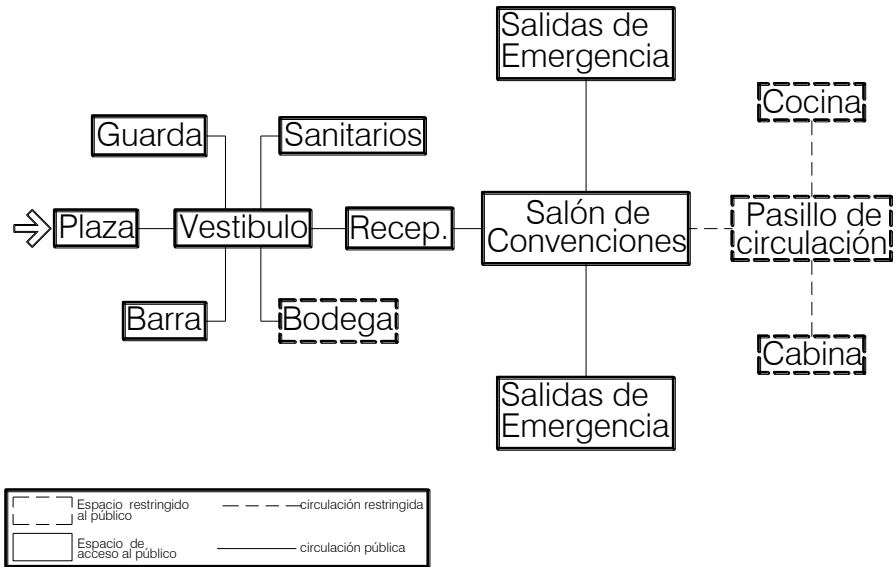 Salidas de
Emergencia
Cocina
Guarda
Sanitarios
Plaza
Vestibulo
Recep.
Salón de
Convenciones
Pasillo de
circulación
Barra
Bodega
Cabina
Salidas de
Emergencia
Espacio restringido
al público
circulación restringida
Espacio de
acceso al público
circulación pública